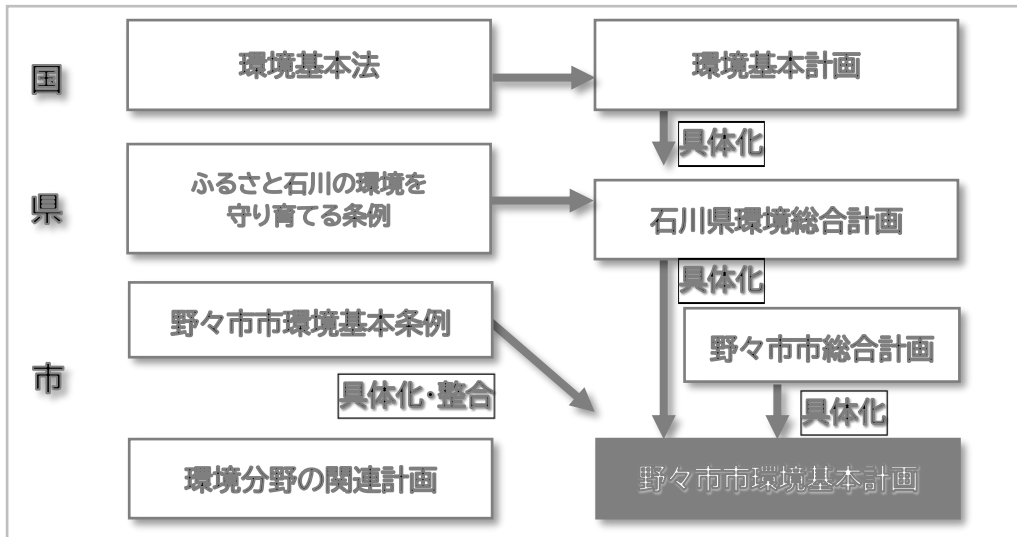 国
環境基本法
環境基本計画
具体化
県
ふるさと石川の環境を
守り育てる条例
石川県環境総合計画
具体化
市
野々市市環境基本条例
野々市市総合計画
具体化・整合
具体化
環境分野の関連計画
野々市市環境基本計画